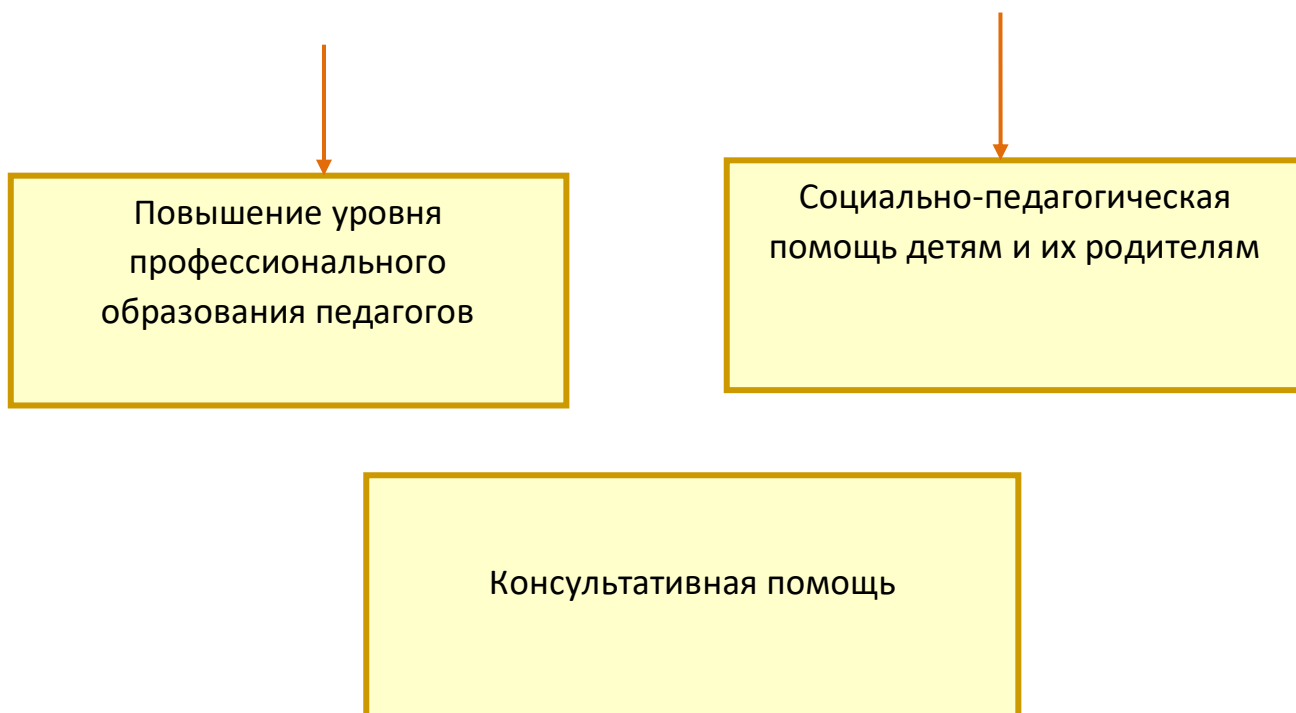 Повышение уровня
профессионального
образования педагогов
Социально-педагогическая
помощь детям и их родителям
Консультативная помощь